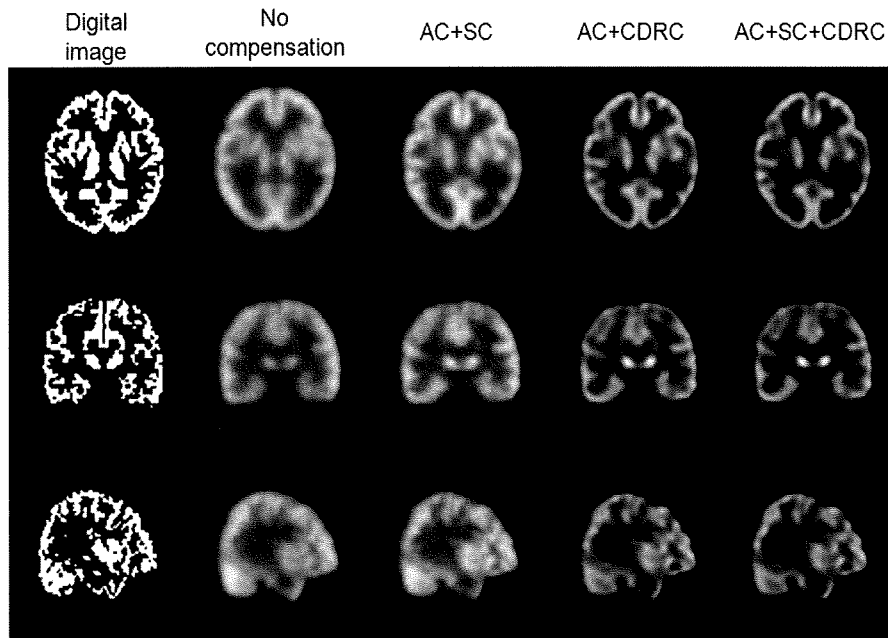 Digital image
No compensation
AC+SC
AC+CDRC
AC+SC+CDRC